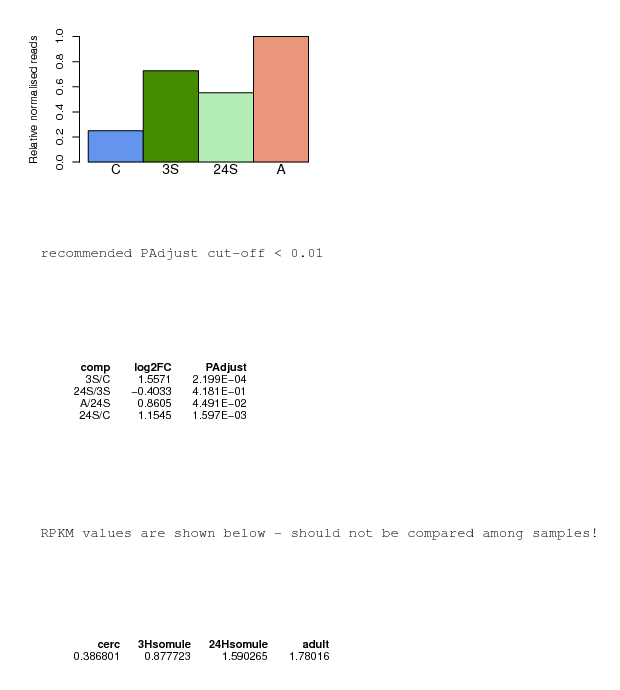 Relative normalised reads
1.0
0.8
0.6
0.4
0.2
0.0
C 3S 24S A
recommended PAdjust cut-off < 0.01
comp log2FC PAdjust
3S/C 1.5571 2.199E-04
24S/3S -0.4033 4.181E-01
A/24S 0.8605 4.491E-02
24S/C 1.1545 1.597E-03
RPKM values are shown below - should not be compared among samples!
cerc 3Hsomule 24Hsomule adult
0.386801 0.877723 1.590265 1.78016